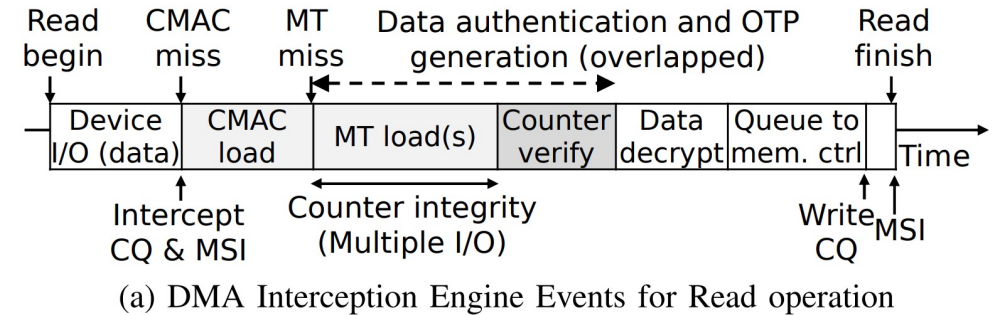 Read begin
CMAC miss
MT miss
Data authentication and OTP generation (overlapped)
Read finish
Device I/O (data)
CMAC load
MT load(s)
Counter verify
Data decrypt
Queue to mem. ctrl
Time
Intercept CQ & MSI
Counter integrity (Multiple I/O)
Write CQ
MSI
(a) DMA Interception Engine Events for Read operation